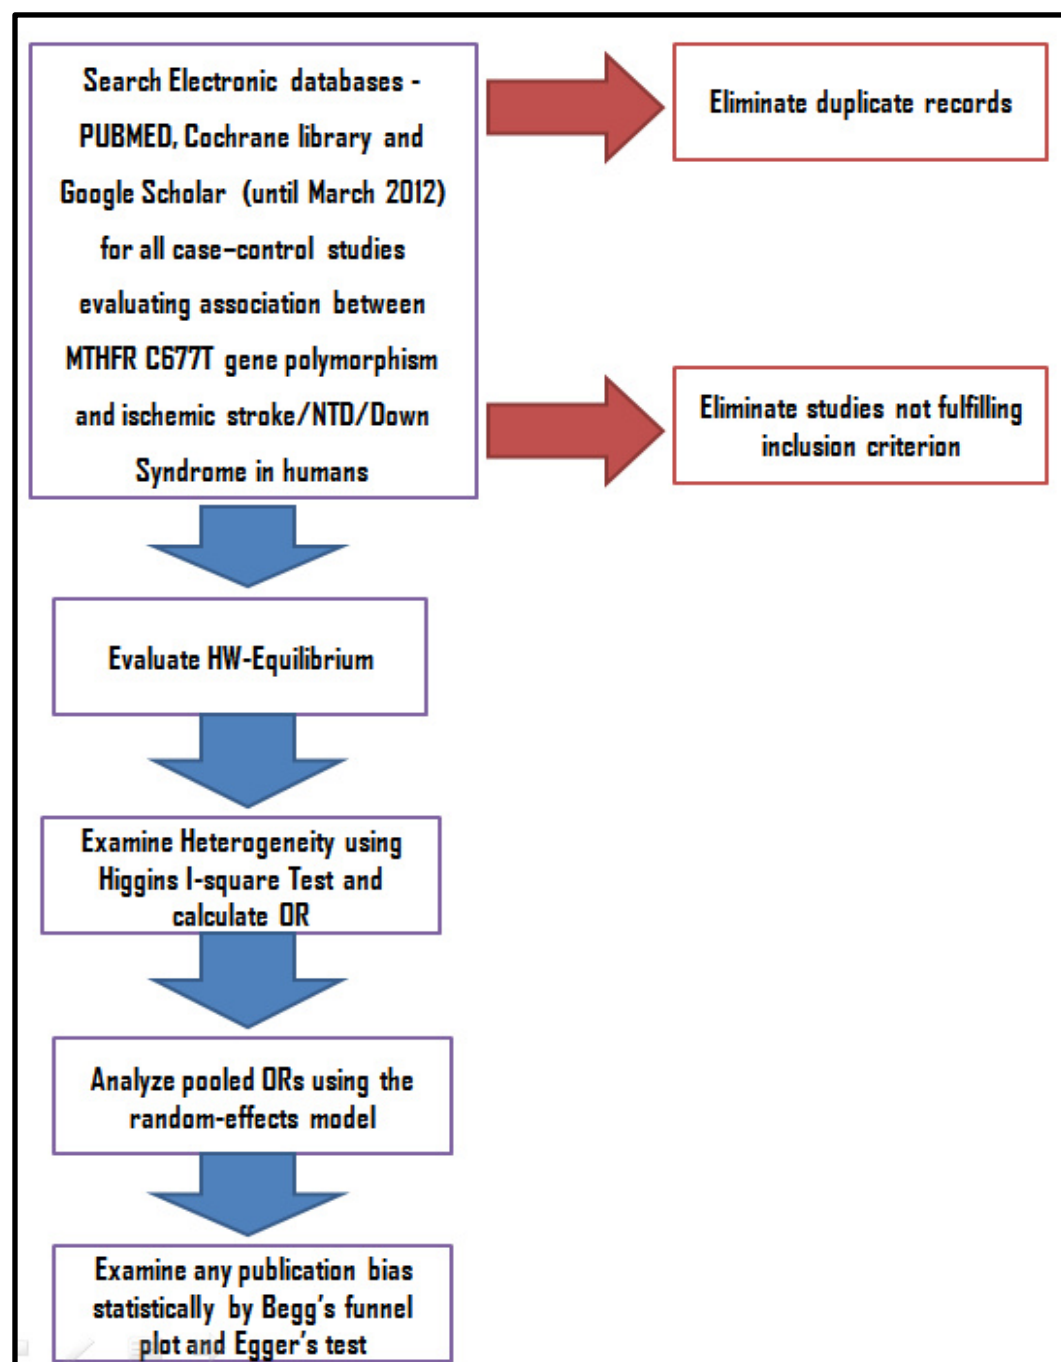 Search Electronic databases -
PUBMED, Cochrane library and
Google Scholar (until March 2012)
for all case–control studies
evaluating association between
MTHFR C677T gene polymorphism
and ischemic stroke/NTD/Down
Syndrome in humans
Eliminate duplicate records
Eliminate studies not fulfilling
inclusion criterion
Evaluate HW-Equilibrium
Examine Heterogeneity using
Higgins I-square Test and
calculate OR
Analyze pooled ORs using the
random-effects model
Examine any publication bias
statistically by Begg's funnel
plot and Egger's test